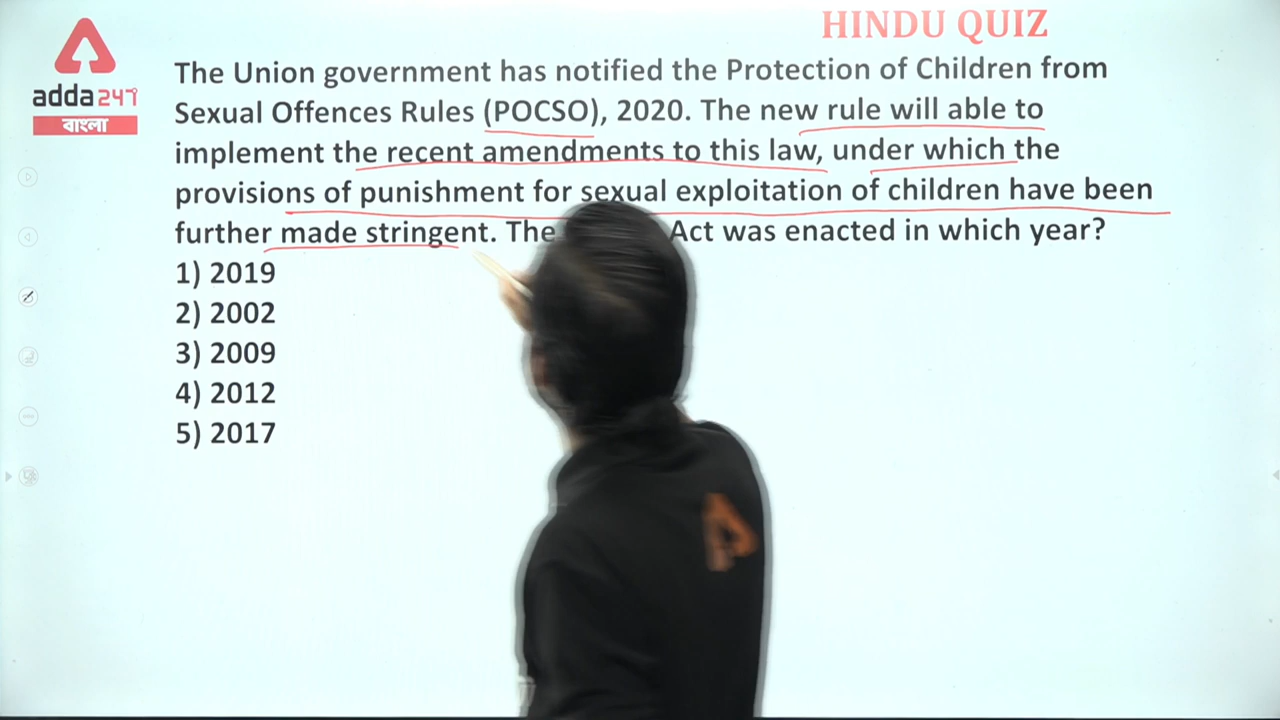 HINDU QUIZ
adda247
বাংলা
The Union government has notified the Protection of Children from
Sexual Offences Rules (POCSO), 2020. The new rule will able to
implement the recent amendments to this law, under which the
provisions of punishment for sexual exploitation of children have been
further made stringent. The Act was enacted in which year?
1) 2019
2) 2002
3) 2009
4) 2012
5) 2017